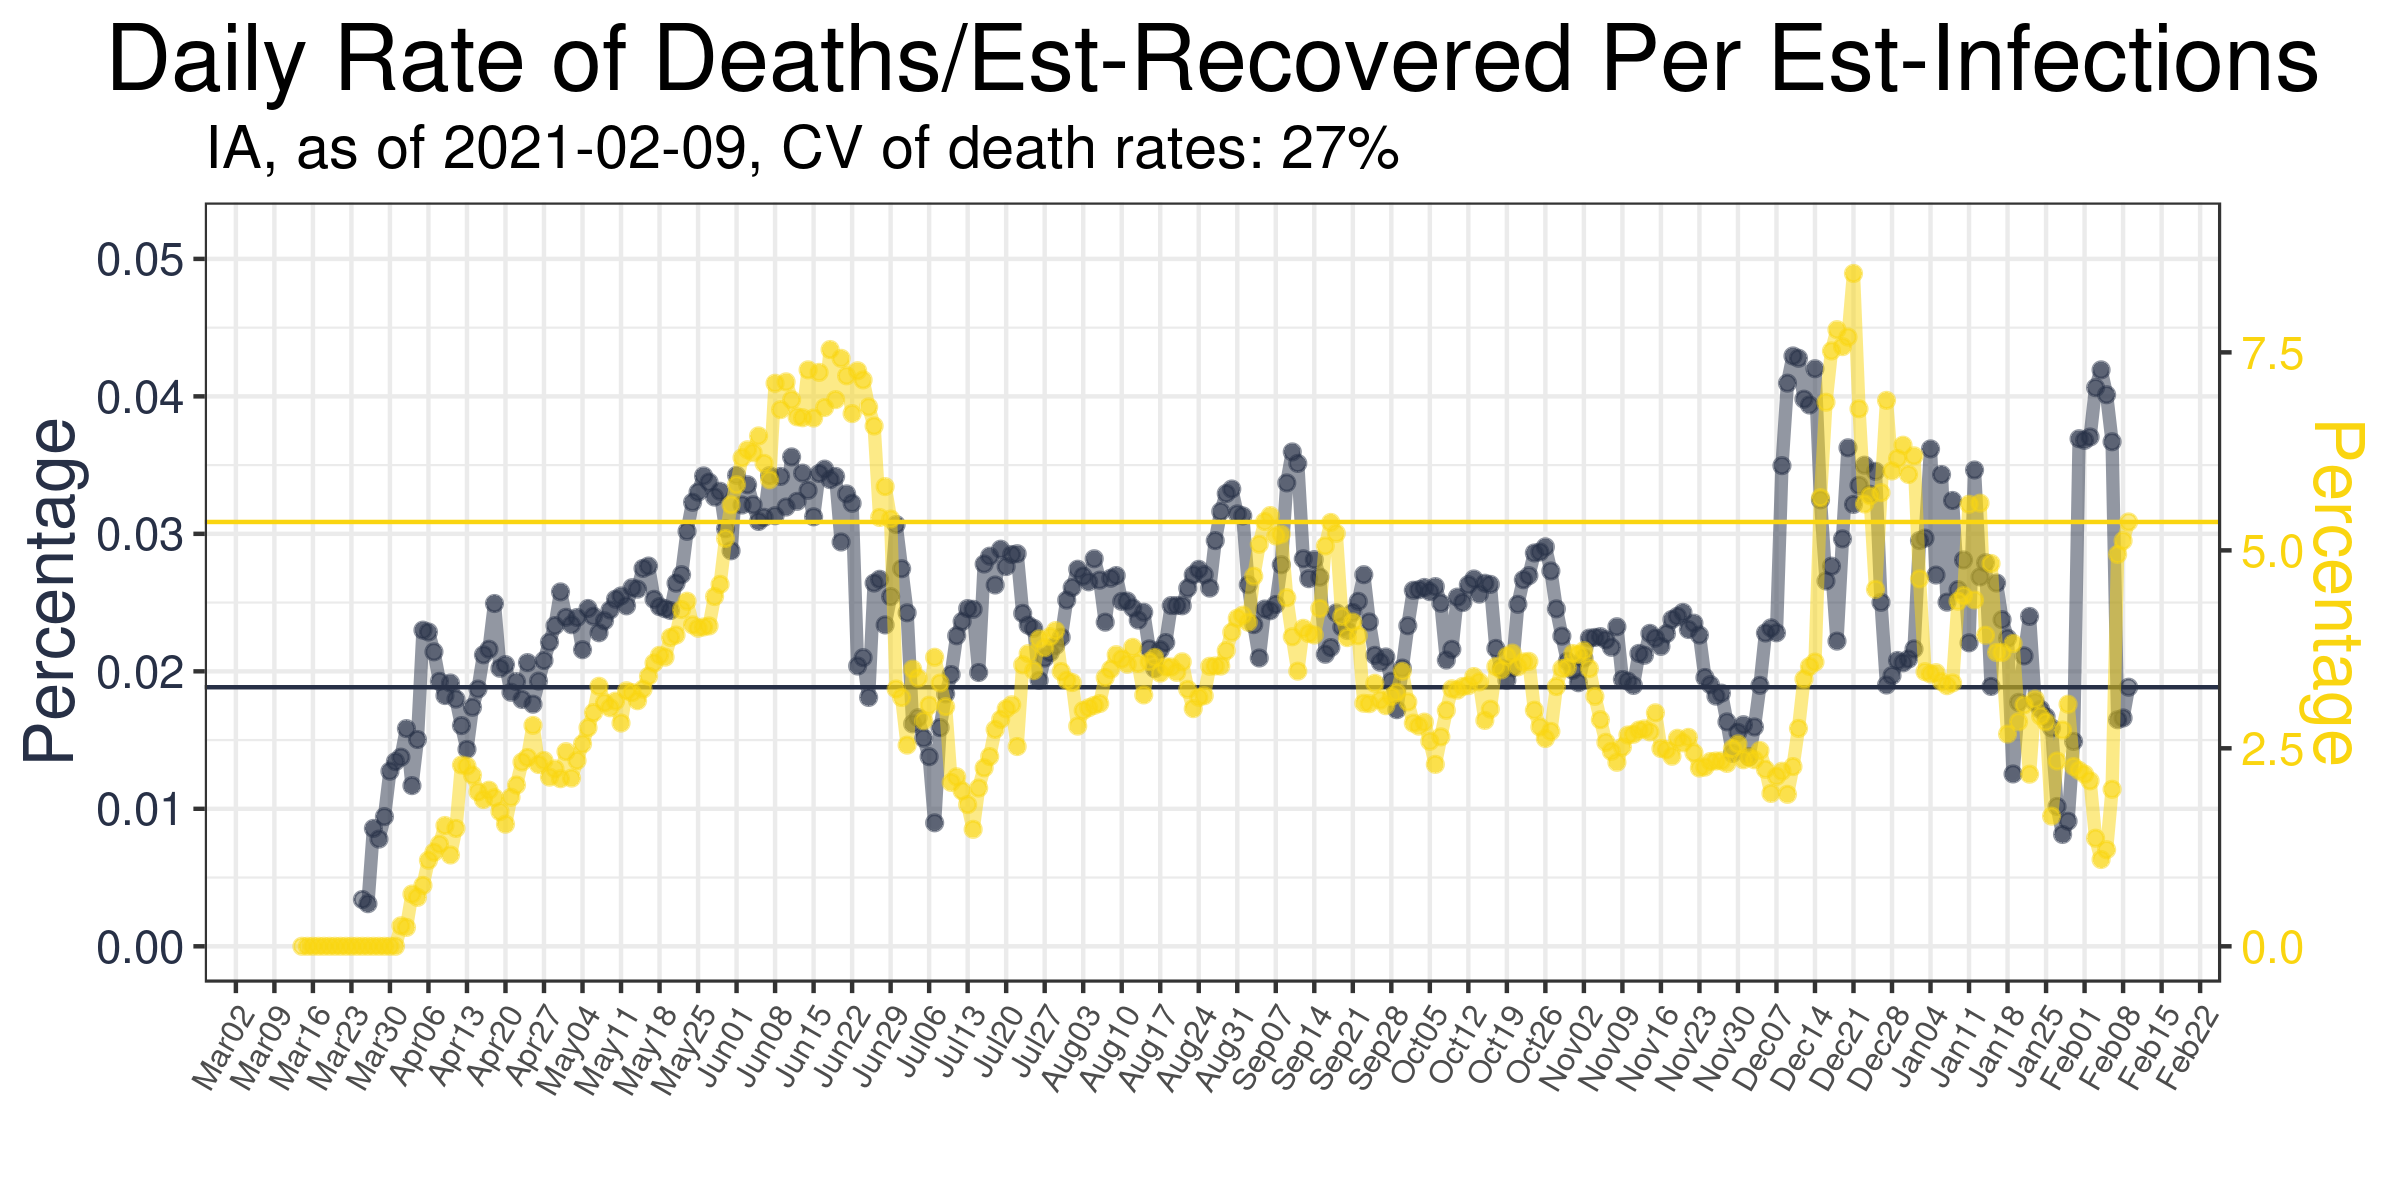 Daily Rate of Deaths/Est-Recovered Per Est-Infections
IA, as of 2021-02-09, CV of death rates: 27%
Percentage
0.05
0.04
0.03
0.02
0.01
0.00
7.5
5.0
2.5
0.0
Percentage
Mar02
Mar09
Mar16
Mar23
Mar30
Apr06
Apr13
Apr20
Apr27
May04
May11
May18
May25
Jun01
Jun08
Jun15
Jun22
Jun29
Jul06
Jul13
Jul20
Jul27
Aug03
Aug10
Aug17
Aug24
Aug31
Sep07
Sep14
Sep21
Sep28
Oct05
Oct12
Oct19
Oct26
Nov02
Nov09
Nov16
Nov23
Nov30
Dec07
Dec14
Dec21
Dec28
Jan04
Jan11
Jan18
Jan25
Feb01
Feb08
Feb15
Feb22